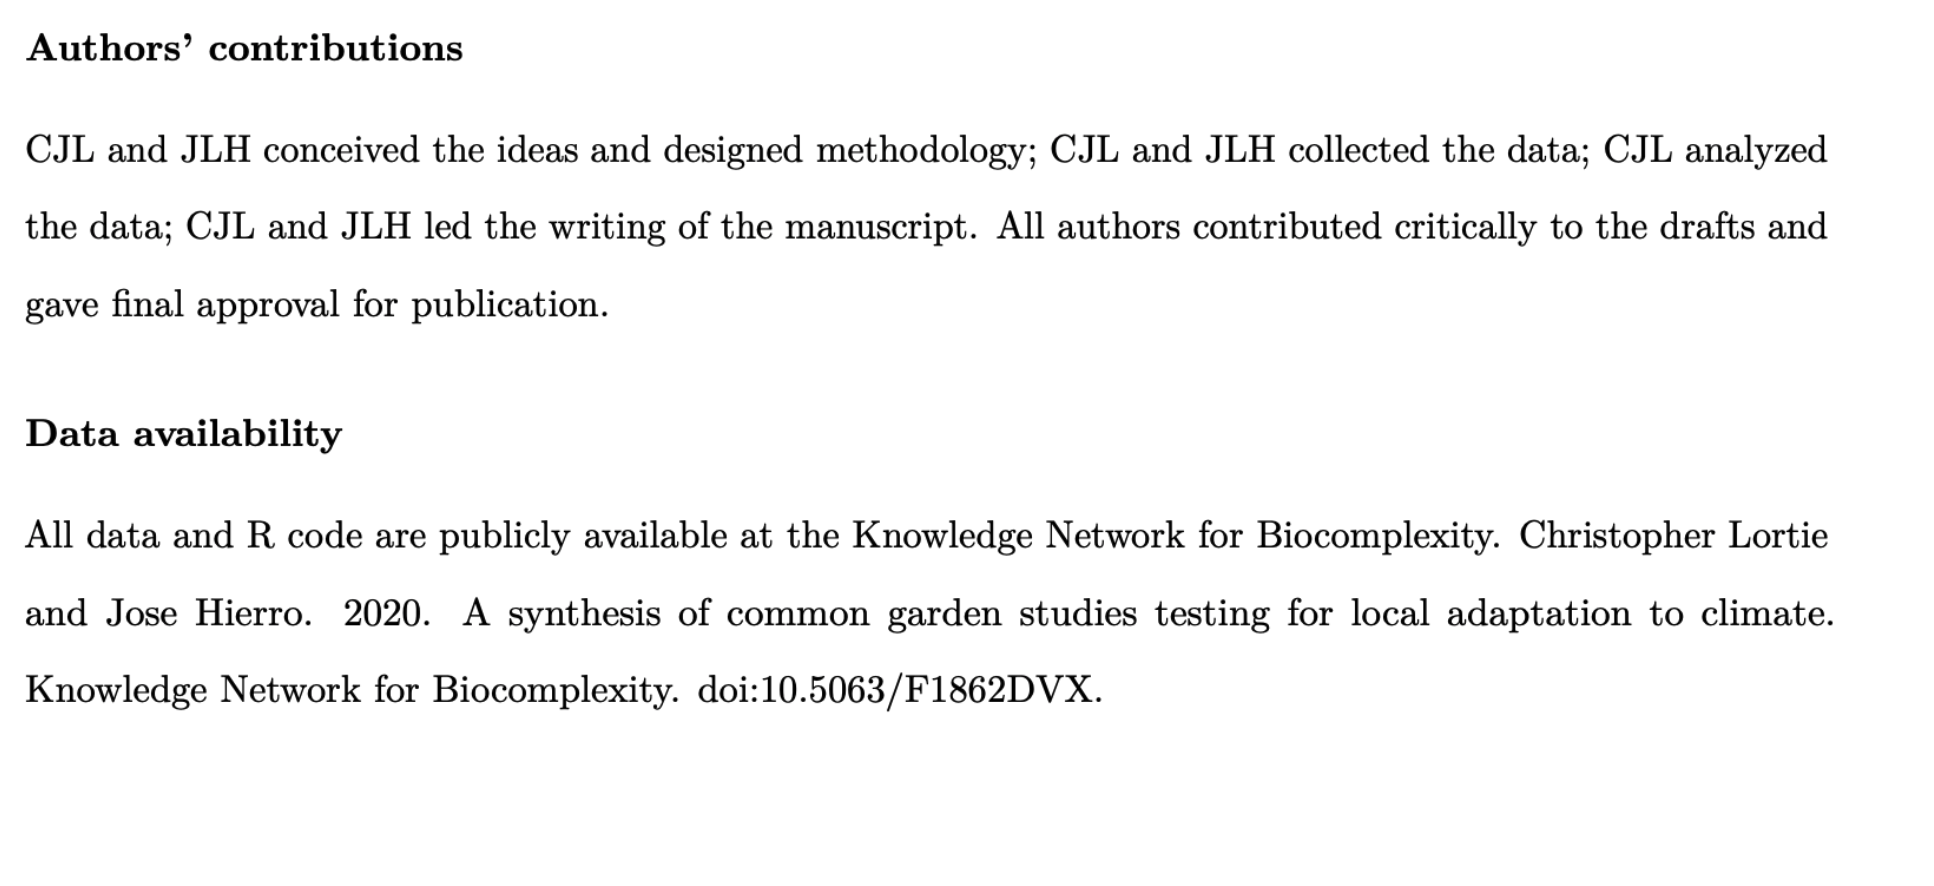 Authors’ contributions
CJL and JLH conceived the ideas and designed methodology; CJL and JLH collected the data; CJL analyzed
the data; CJL and JLH led the writing of the manuscript. All authors contributed critically to the drafts and
gave final approval for publication.
Data availability
All data and R code are publicly available at the Knowledge Network for Biocomplexity. Christopher Lortie
and Jose Hierro. 2020. A synthesis of common garden studies testing for local adaptation to climate.
Knowledge Network for Biocomplexity. doi:10.5063/F1862DVX.